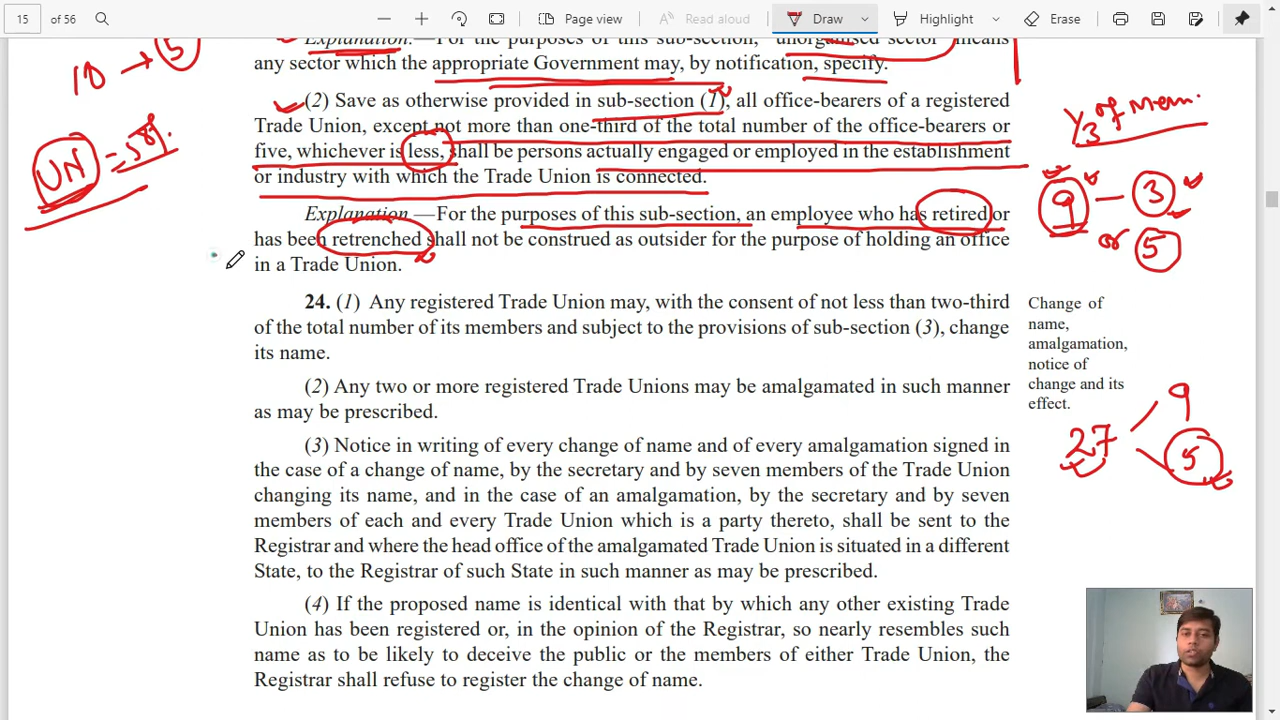 15 of 56
Page view
Read aloud
Draw
Highlight
Erase
Explanation.—For the purposes of this sub-section, "unorganised sector" means
any sector which the appropriate Government may, by notification, specify.
(2) Save as otherwise provided in sub-section (1), all office-bearers of a registered
Trade Union, except not more than one-third of the total number of the office-bearers or
five, whichever is less, shall be persons actually engaged or employed in the establishment
or industry with which the Trade Union is connected.
Explanation.—For the purposes of this sub-section, an employee who has retired or
has been retrenched shall not be construed as outsider for the purpose of holding an office
in a Trade Union.
24. (1) Any registered Trade Union may, with the consent of not less than two-third
of the total number of its members and subject to the provisions of sub-section (3), change
its name.
(2) Any two or more registered Trade Unions may be amalgamated in such manner
as may be prescribed.
(3) Notice in writing of every change of name and of every amalgamation signed in
the case of a change of name, by the secretary and by seven members of the Trade Union
changing its name, and in the case of an amalgamation, by the secretary and by seven
members of each and every Trade Union which is a party thereto, shall be sent to the
Registrar and where the head office of the amalgamated Trade Union is situated in a different
State, to the Registrar of such State in such manner as may be prescribed.
(4) If the proposed name is identical with that by which any other existing Trade
Union has been registered or, in the opinion of the Registrar, so nearly resembles such
name as to be likely to deceive the public or the members of either Trade Union, the
Registrar shall refuse to register the change of name.
Change of
name,
amalgamation,
notice of
change and its
effect.
10 → 5
UN
1/3 of Mem.
9 — 3
or 5
27
9
5